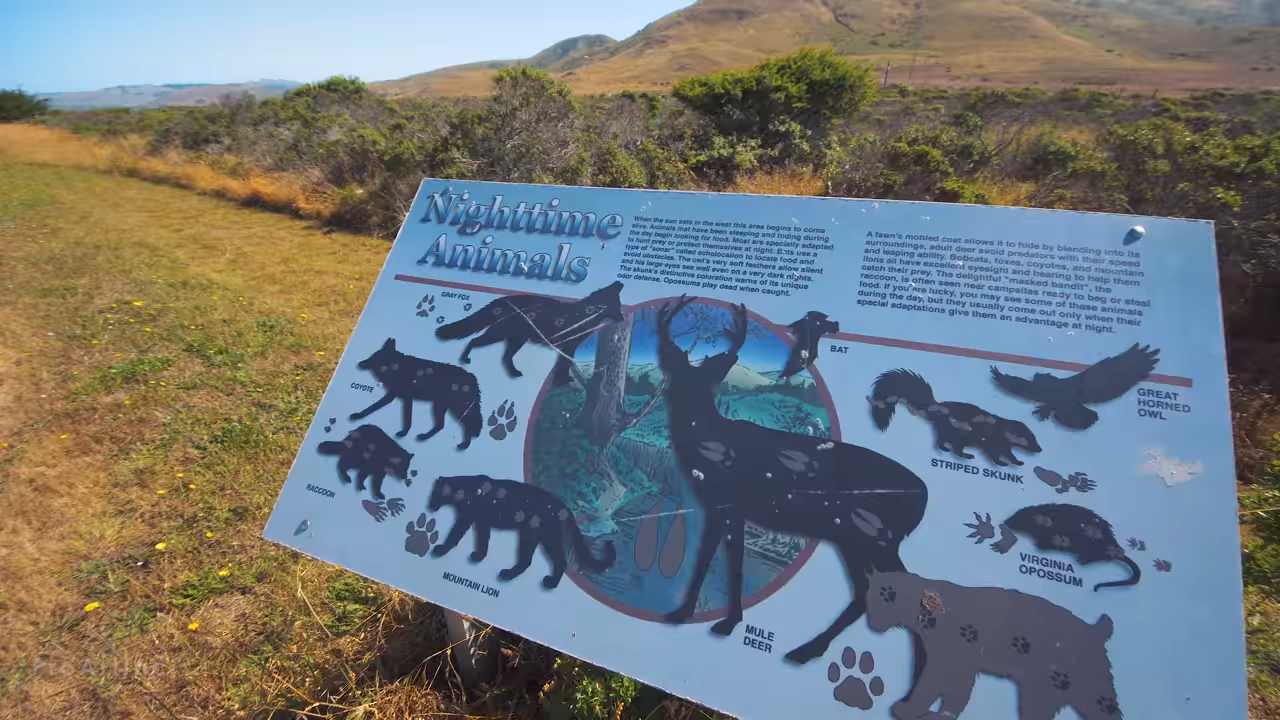 Nighttime
Animals
When the sun sets in the west this area begins to come
alive. Animals that have been sleeping and hiding during
the day begin looking for food. Most are specially adapted
to hunt prey or protect themselves at night. Bats use a
type of "sonar" called echolocation to locate food and
avoid obstacles. The owl's very soft feathers allow silent
and his large eyes see well even on a very dark nights.
The skunk's distinctive coloration warns of its unique
odor defense. Opossums play dead when caught.
A fawn's mottled coat allows it to hide by blending into its
surroundings, adult deer avoid predators with their speed
and leaping ability. Bobcats, foxes, coyotes, and mountain
lions all have excellent eyesight and hearing to help them
catch their prey. The delightful "masked bandit", the
raccoon, is often seen near campsites ready to beg or steal
food. If you are lucky, you may see some of these animals
during the day, but they usually come out only when their
special adaptations give them an advantage at night.
GRAY FOX
BAT
COYOTE
GREAT
HORNED
OWL
STRIPED SKUNK
RACCOON
VIRGINIA
OPOSSUM
MOUNTAIN LION
MULE
DEER